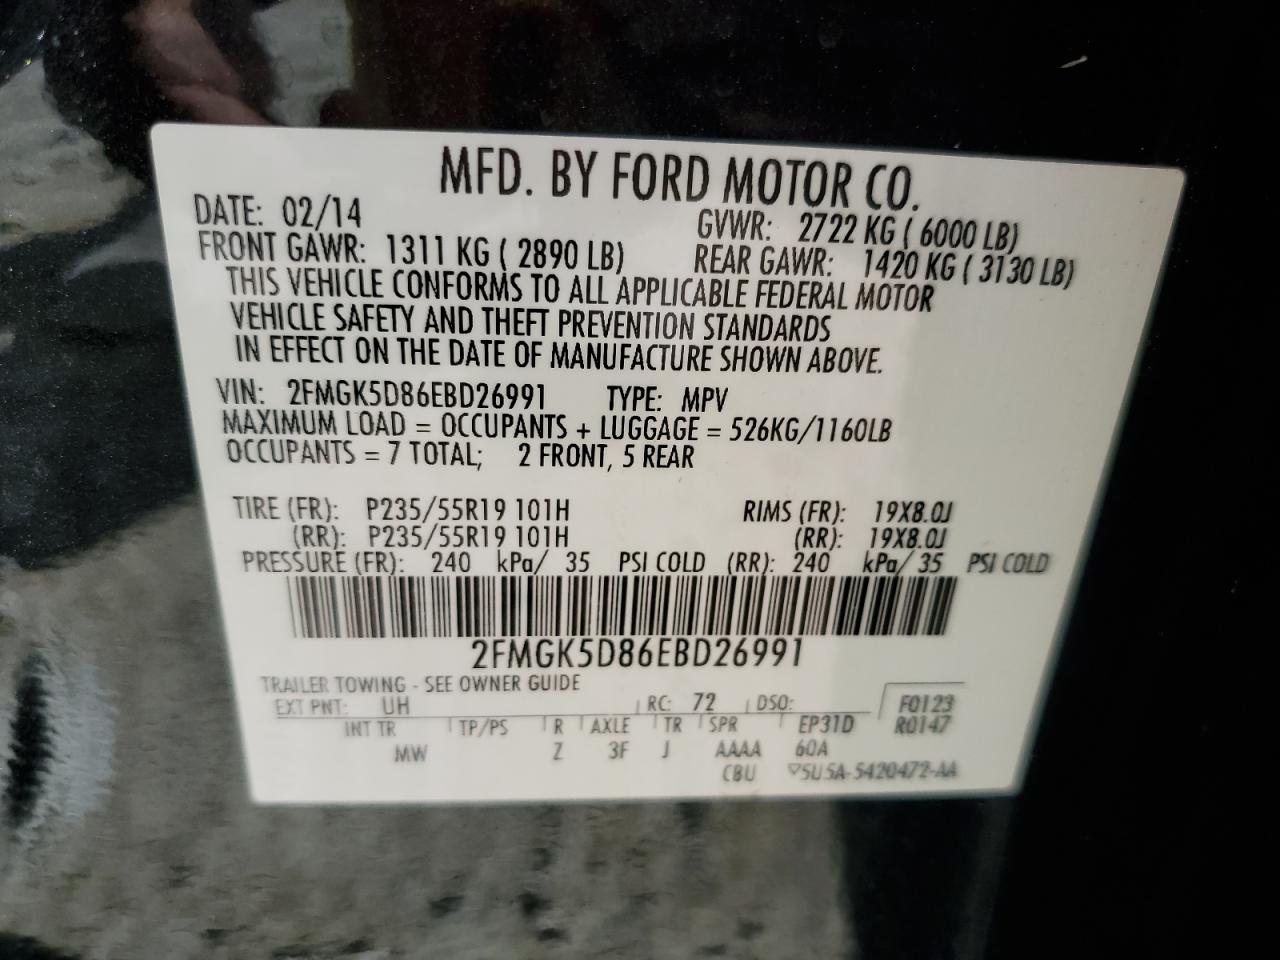 MFD. BY FORD MOTOR CO.
DATE: 02/14 GVWR: 2722 KG ( 6000 LB)
FRONT GAWR: 1311 KG ( 2890 LB) REAR GAWR: 1420 KG ( 3130 LB)
THIS VEHICLE CONFORMS TO ALL APPLICABLE FEDERAL MOTOR
VEHICLE SAFETY AND THEFT PREVENTION STANDARDS
IN EFFECT ON THE DATE OF MANUFACTURE SHOWN ABOVE.
VIN: 2FMGK5D86EBD26991 TYPE: MPV
MAXIMUM LOAD = OCCUPANTS + LUGGAGE = 526KG/1160LB
OCCUPANTS = 7 TOTAL; 2 FRONT, 5 REAR
TIRE (FR): P235/55R19 101H RIMS (FR): 19X8.0J
(RR): P235/55R19 101H (RR): 19X8.0J
PRESSURE (FR): 240 kPa/ 35 PSI COLD (RR): 240 kPa/ 35 PSI COLD
2FMGK5D86EBD26991
TRAILER TOWING - SEE OWNER GUIDE
EXT PNT: UH RC: 72 DSO: F0123
INT TR TP/PS R AXLE TR SPR EP31D R0147
MW Z 3F J AAAA 60A
CBU 5U5A-5420472-AA